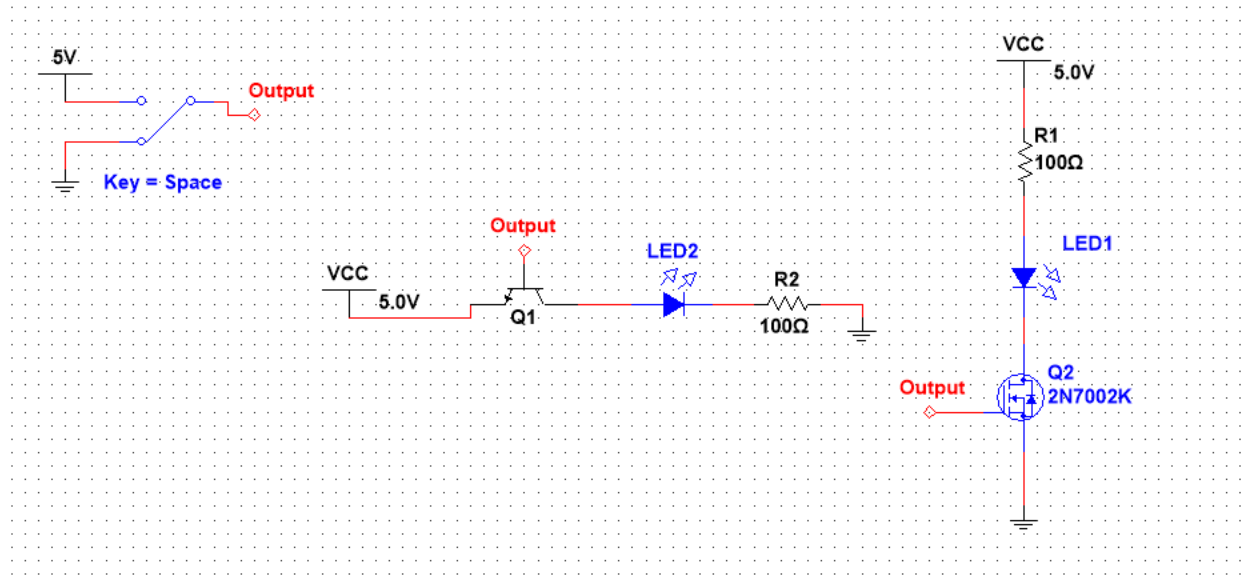 5V
Output
Key = Space
VCC
5.0V
R1
100Ω
LED1
Output
LED2
VCC
5.0V
Q1
R2
100Ω
Output
Q2
2N7002K